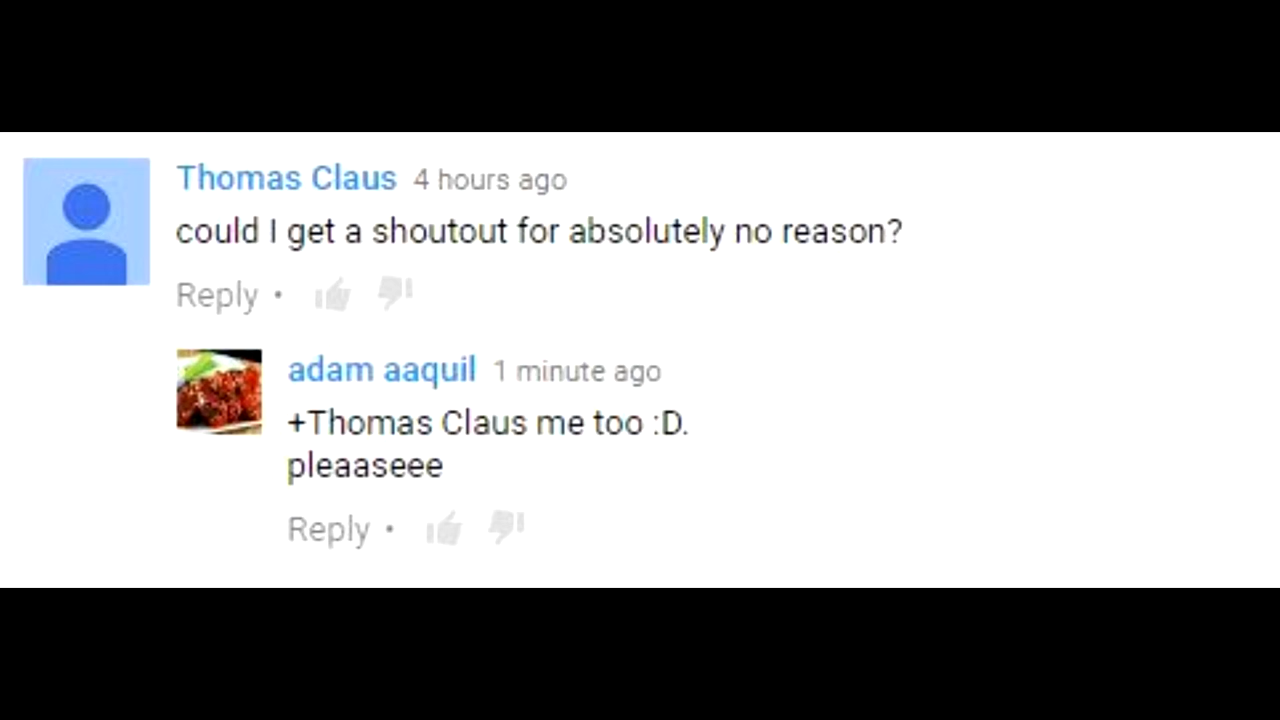 Thomas Claus 4 hours ago
could I get a shoutout for absolutely no reason?
Reply •
adam aaquil 1 minute ago
+Thomas Claus me too :D.
pleaaseee
Reply •